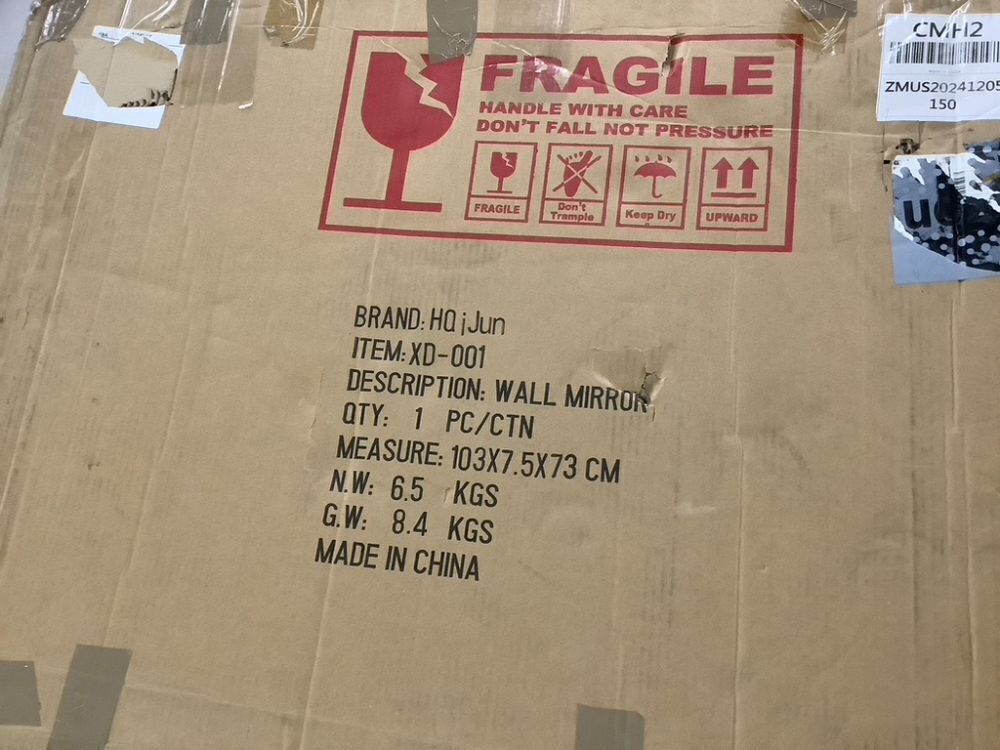 FRAGILE
HANDLE WITH CARE
DON'T FALL NOT PRESSURE
FRAGILE
Don't
Trample
Keep Dry
UPWARD
CMH2
ZMUS20241205
150
BRAND: HQiJun
ITEM: XD-001
DESCRIPTION: WALL MIRROR
QTY: 1 PC/CTN
MEASURE: 103X7.5X73 CM
N.W: 6.5 KGS
G.W: 8.4 KGS
MADE IN CHINA